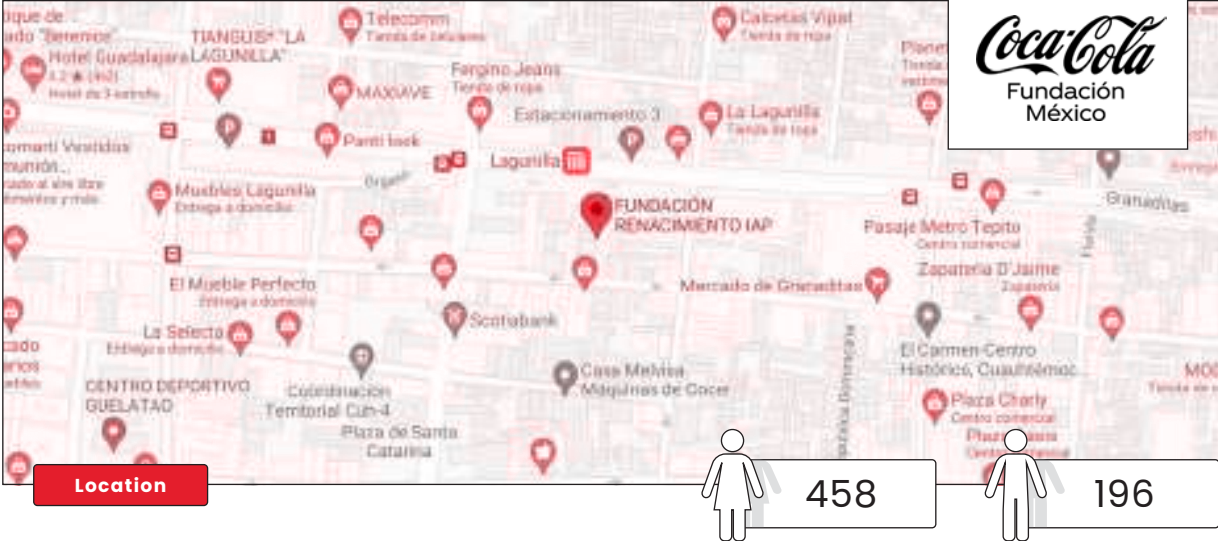 Telecomm
Tienda de celulares
Calcetas Vipal
Tienda de ropa
Coca-Cola
Fundación
México
TIANGUIS "LA
LAGUNILLA"
Hotel Guadalajara
Hotel de 3 estrellas
MAXIAVE
Fergino Jeans
Tienda de ropa
Estacionamiento 3
La Lagunilla
Tienda de ropa
Lagunilla
Muebles Lagunilla
Entrega a domicilio
FUNDACIÓN
RENACIMIENTO IAP
Granaditas
Pasaje Metro Tepito
Centro comercial
El Mueble Perfecto
Entrega a domicilio
Mercado de Granaditas
Zapatería D'Jaime
Zapatería
La Selecta
Entrega a domicilio
Scotiabank
El Carmen-Centro
Histórico, Cuauhtémoc
CENTRO DEPORTIVO
GUELATAO
Coordinación
Territorial Cuh-4
Casa Melvisa
Máquinas de Cocer
Plaza de Santa
Catarina
Plaza Charly
Centro comercial
Location
458
196